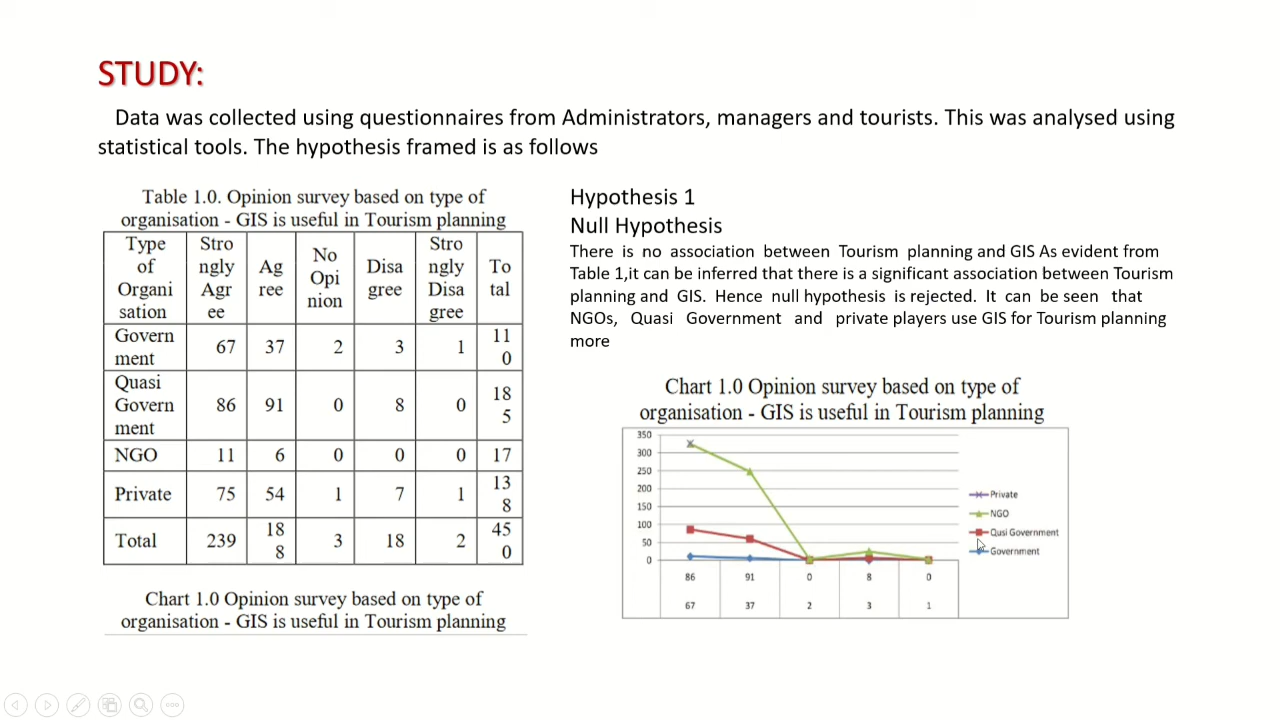 STUDY:
Data was collected using questionnaires from Administrators, managers and tourists. This was analysed using
statistical tools. The hypothesis framed is as follows
Table 1.0. Opinion survey based on type of
organisation - GIS is useful in Tourism planning
Type of Organi sation | Stro ngly Agr ee | Ag ree | No Opi nion | Disa gree | Stro ngly Disa gree | To tal
Govern ment | 67 | 37 | 2 | 3 | 1 | 11 0
Quasi Govern ment | 86 | 91 | 0 | 8 | 0 | 18 5
NGO | 11 | 6 | 0 | 0 | 0 | 17
Private | 75 | 54 | 1 | 7 | 1 | 13 8
Total | 239 | 18 8 | 3 | 18 | 2 | 45 0
Chart 1.0 Opinion survey based on type of
organisation - GIS is useful in Tourism planning
Hypothesis 1
Null Hypothesis
There is no association between Tourism planning and GIS As evident from
Table 1,it can be inferred that there is a significant association between Tourism
planning and GIS. Hence null hypothesis is rejected. It can be seen that
NGOs, Quasi Government and private players use GIS for Tourism planning
more
Chart 1.0 Opinion survey based on type of
organisation - GIS is useful in Tourism planning
350
300
250
200
150
100
50
0
86 91 0 8 0
67 37 2 3 1
Private
NGO
Qusi Government
Government